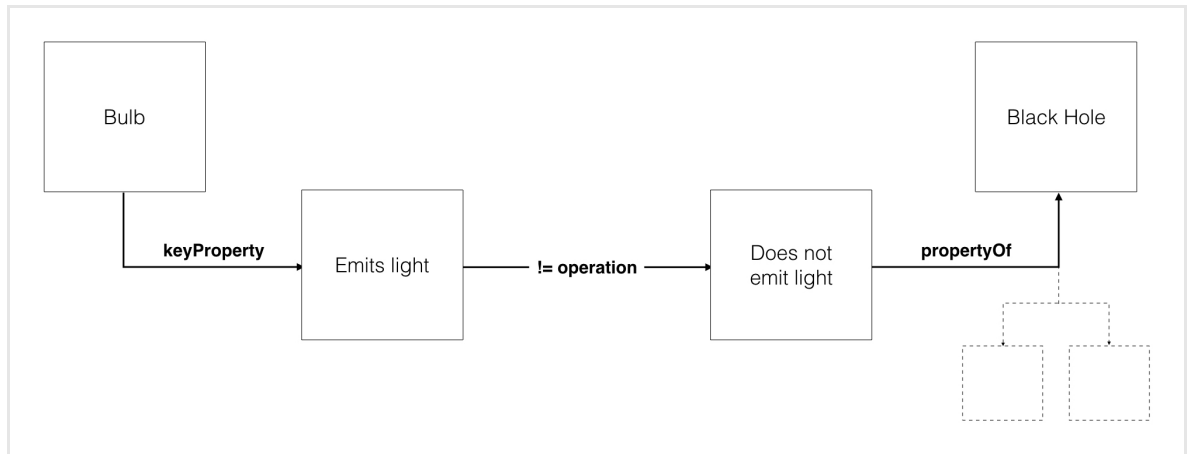 Bulb
Black Hole
keyProperty
Emits light
!= operation
Does not
emit light
propertyOf